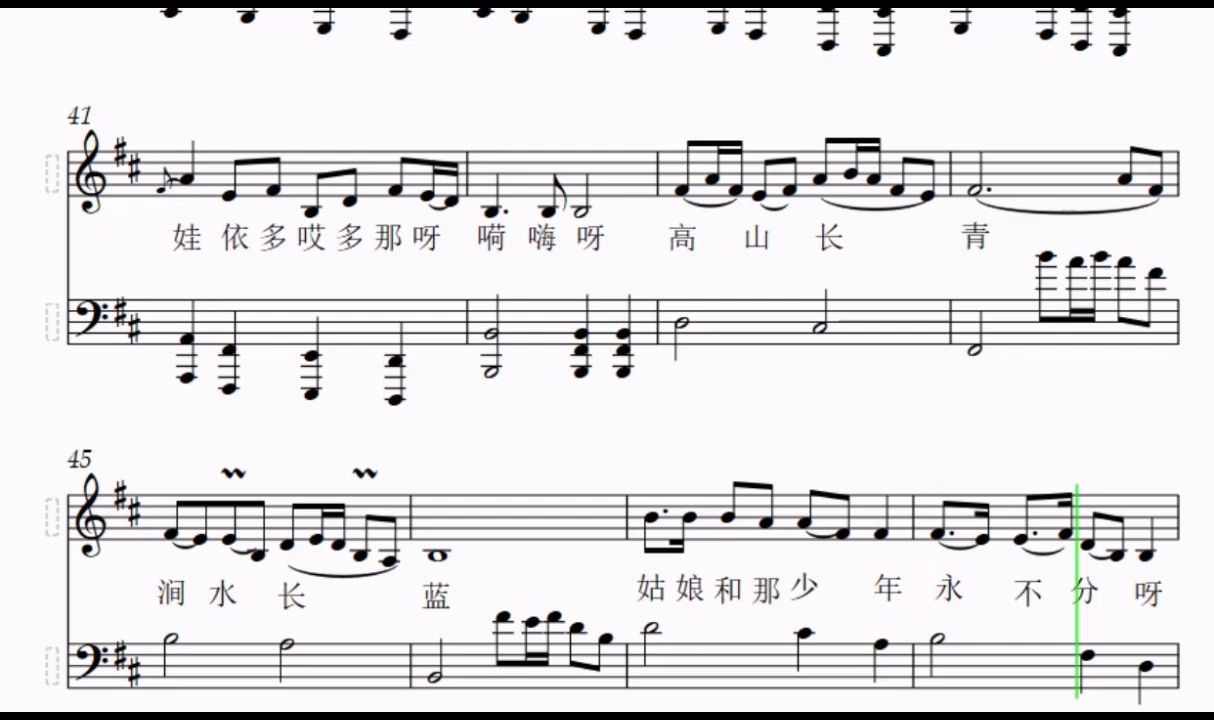 41
娃 依 多 哎 多 那 呀 嗬 嗨 呀 高 山 长 青
45
涧 水 长 蓝 姑 娘 和 那 少 年 永 不 分 呀